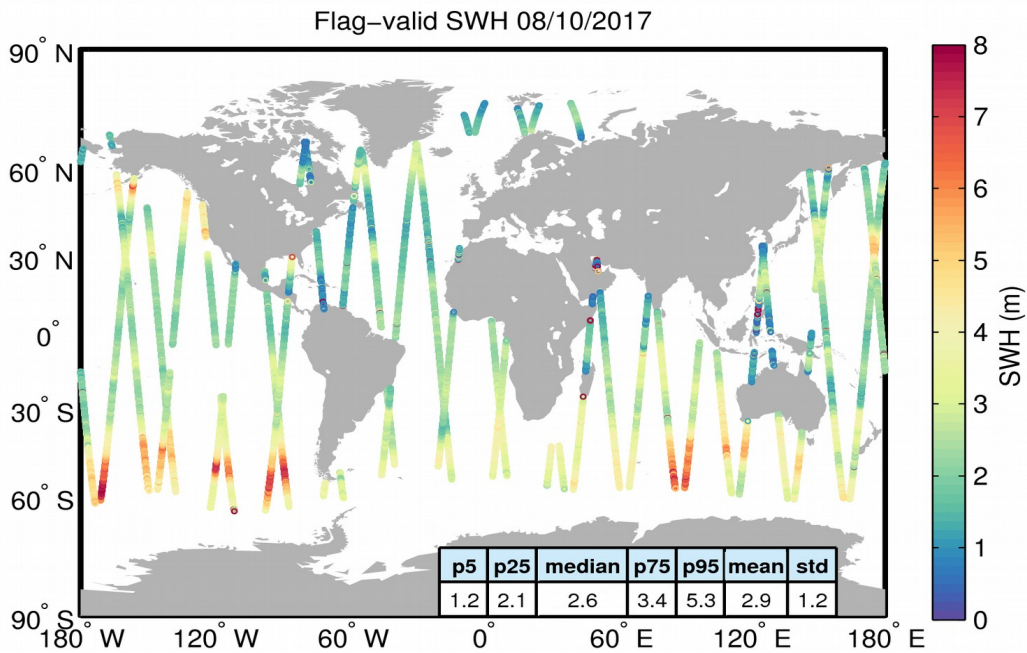 Flag−valid SWH 08/10/2017
90° N
60° N
30° N
0°
30° S
60° S
90° S
180° W
120° W
60° W
0°
60° E
120° E
180° E
8
7
6
5
4
3
2
1
0
SWH (m)
p5 p25 median p75 p95 mean std
1.2 2.1 2.6 3.4 5.3 2.9 1.2